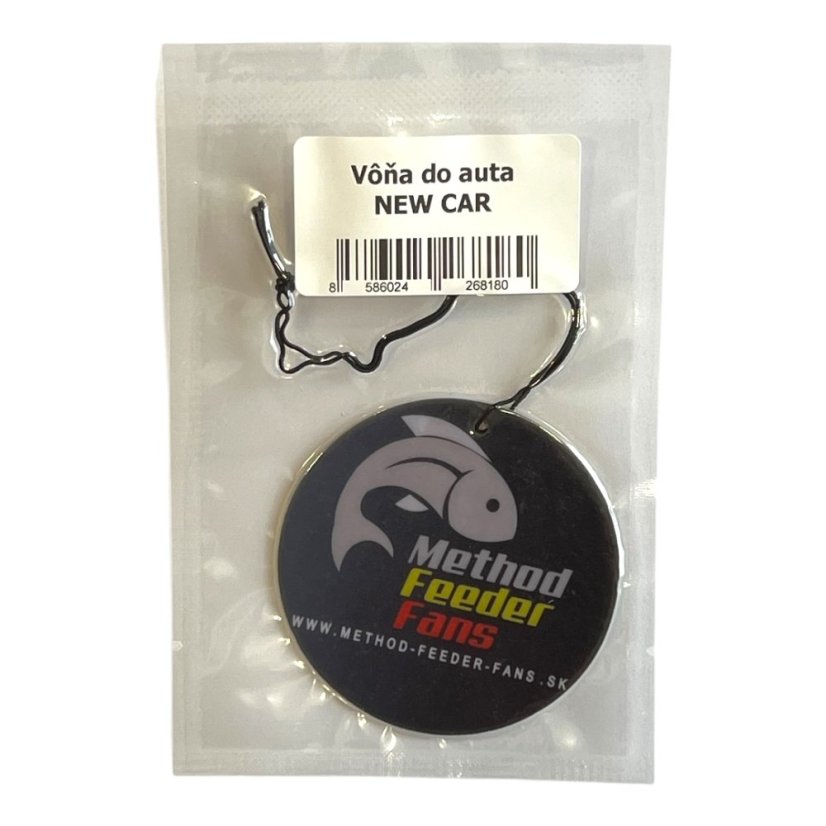 Vôňa do auta
NEW CAR
8 586024 268180
Method
Feeder
Fans
WWW.METHOD-FEEDER-FANS.SK